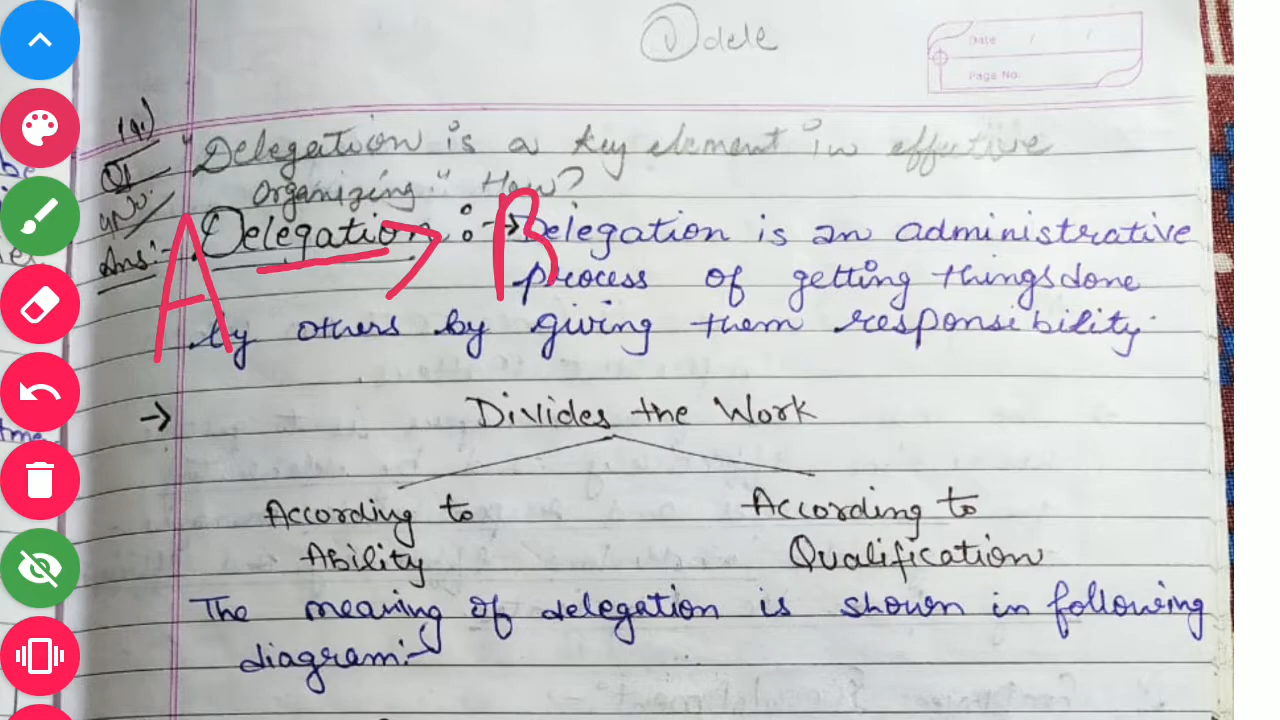 ① dele
Date / /
Page No.
"Delegation is a key element in effective
organizing" How?
Ans:- Delegation :→ Delegation is an administrative
process of getting things done
by others by giving them responsibility.
A → B
→ Divides the Work
According to According to
Ability Qualification
The meaning of delegation is shown in following
diagram:-